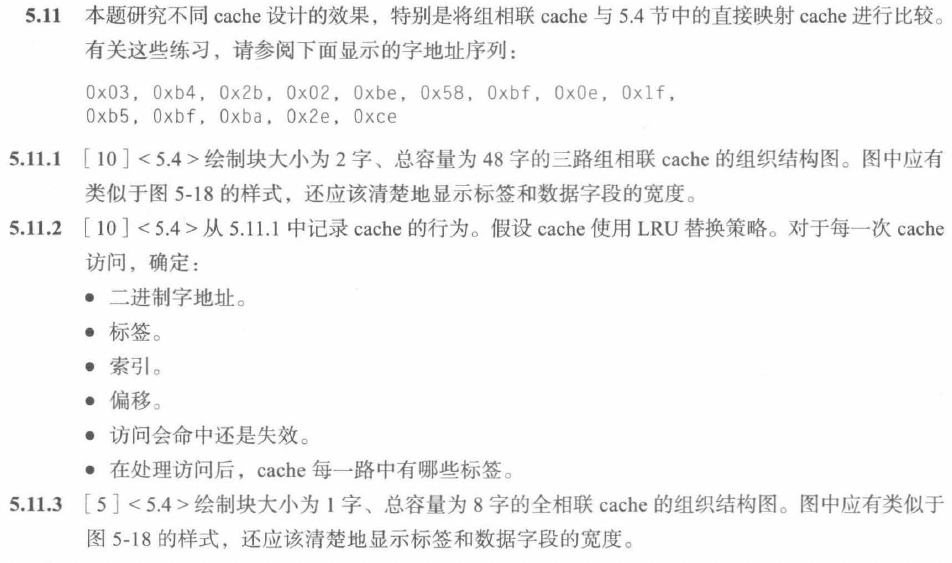 5.11 本题研究不同 cache 设计的效果，特别是将组相联 cache 与 5.4 节中的直接映射 cache 进行比较。
有关这些练习，请参阅下面显示的字地址序列：
0x03, 0xb4, 0x2b, 0x02, 0xbe, 0x58, 0xbf, 0x0e, 0x1f,
0xb5, 0xbf, 0xba, 0x2e, 0xce
5.11.1 ［10］< 5.4 > 绘制块大小为 2 字、总容量为 48 字的三路组相联 cache 的组织结构图。图中应有
类似于图 5-18 的样式，还应该清楚地显示标签和数据字段的宽度。
5.11.2 ［10］< 5.4 > 从 5.11.1 中记录 cache 的行为。假设 cache 使用 LRU 替换策略。对于每一次 cache
访问，确定：
● 二进制字地址。
● 标签。
● 索引。
● 偏移。
● 访问会命中还是失效。
● 在处理访问后，cache 每一路中有哪些标签。
5.11.3 ［5］< 5.4 > 绘制块大小为 1 字、总容量为 8 字的全相联 cache 的组织结构图。图中应有类似于
图 5-18 的样式，还应该清楚地显示标签和数据字段的宽度。